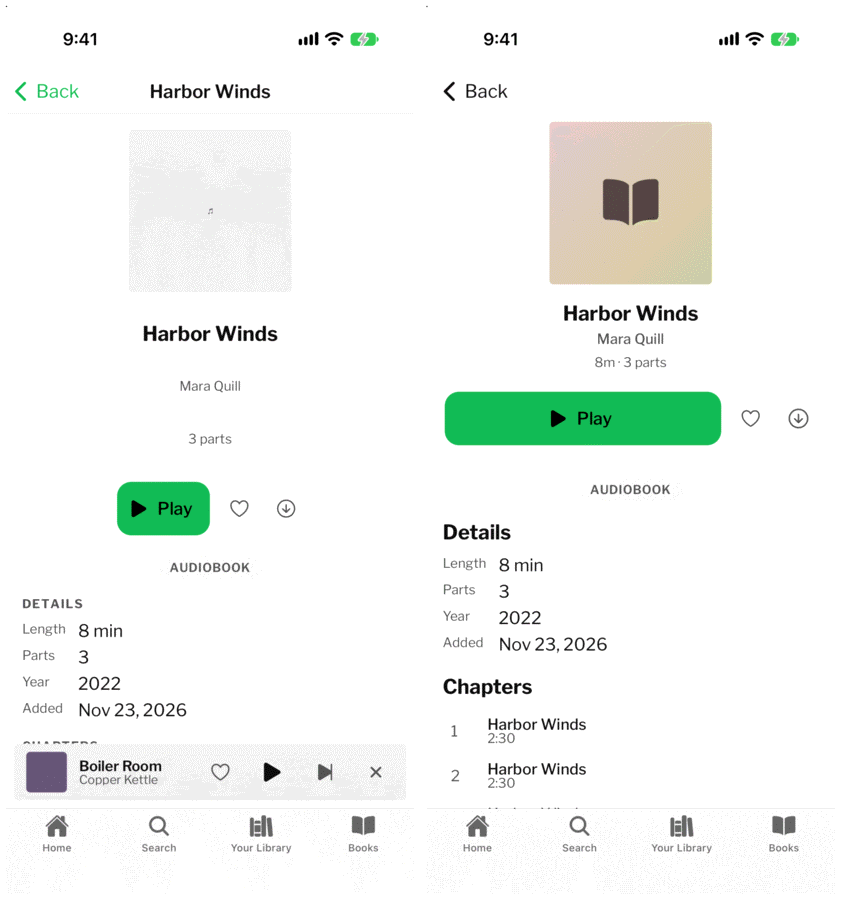 9:41
Back
Harbor Winds
Harbor Winds
Mara Quill
3 parts
Play
AUDIOBOOK
DETAILS
Length 8 min
Parts 3
Year 2022
Added Nov 23, 2026
CHAPTERS
Boiler Room
Copper Kettle
Home Search Your Library Books
9:41
Back
Harbor Winds
Mara Quill
8m · 3 parts
Play
AUDIOBOOK
Details
Length 8 min
Parts 3
Year 2022
Added Nov 23, 2026
Chapters
1 Harbor Winds
2:30
2 Harbor Winds
2:30
Home Search Your Library Books